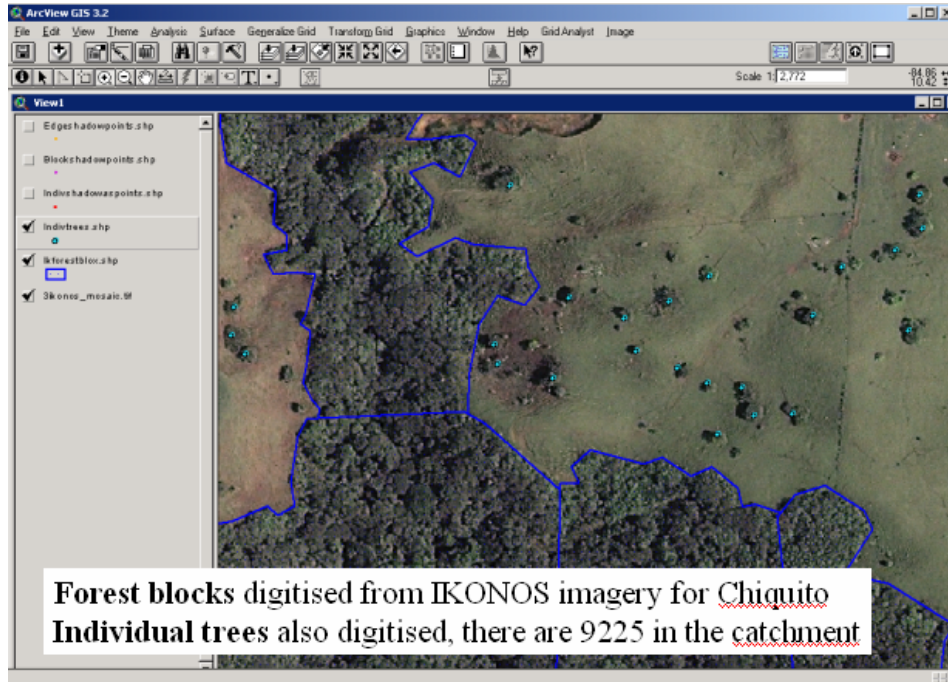 ArcView GIS 3.2
File Edit View Theme Analysis Surface Generalize Grid Transform Grid Graphics Window Help Grid Analyst Image
Scale 1: 2,772
-84.86
10.42
View1
Edgeshadowpoints.shp
Blockshadowpoints.shp
Indivshadowaspoints.shp
Indivtrees.shp
Ikforestblox.shp
3ikonos_mosaic.tif
Forest blocks digitised from IKONOS imagery for Chiquito
Individual trees also digitised, there are 9225 in the catchment